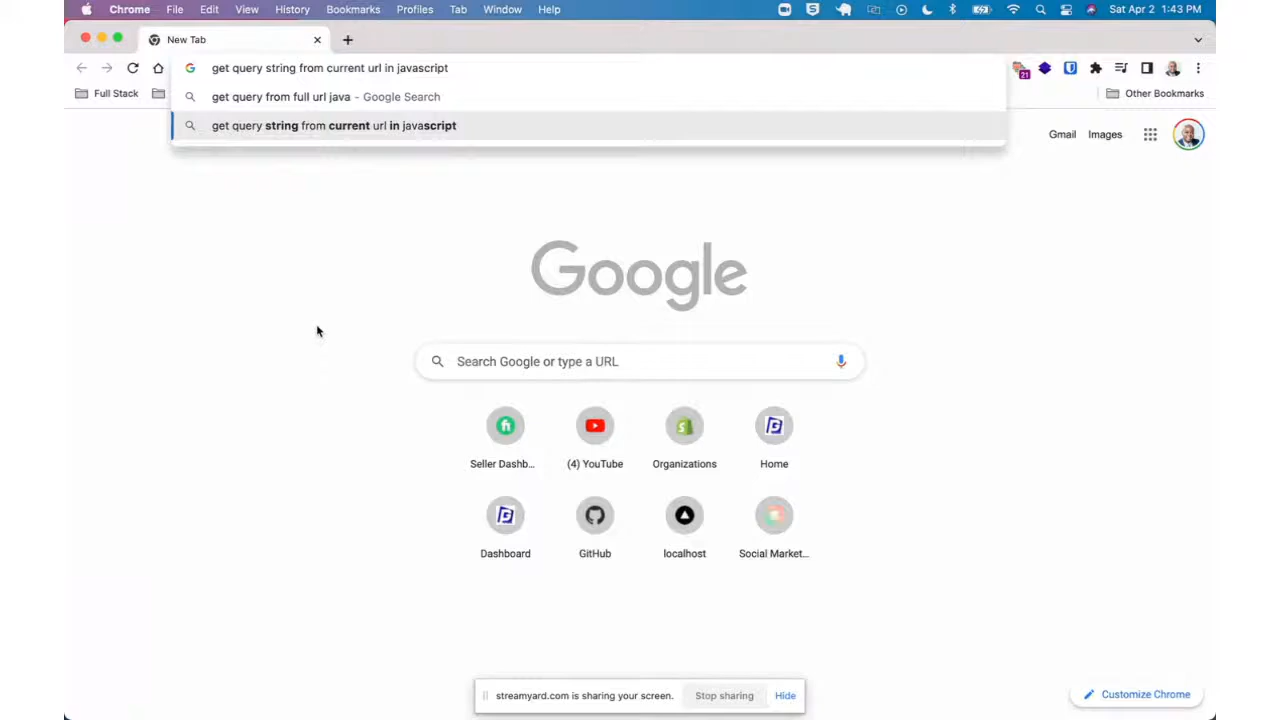 Chrome File Edit View History Bookmarks Profiles Tab Window Help Sat Apr 2 1:43 PM
New Tab
get query string from current url in javascript
21
Full Stack
get query from full url java - Google Search
Other Bookmarks
get query string from current url in javascript
Gmail Images
Google
Search Google or type a URL
Seller Dashb... (4) YouTube Organizations Home
Dashboard GitHub localhost Social Market...
streamyard.com is sharing your screen. Stop sharing Hide
Customize Chrome